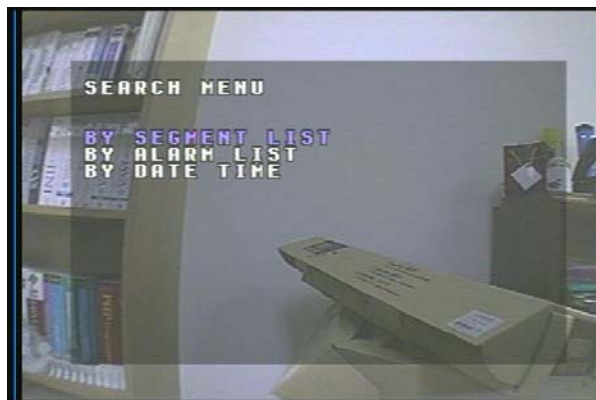 SEARCH MENU
BY SEGMENT LIST
BY ALARM LIST
BY DATE TIME